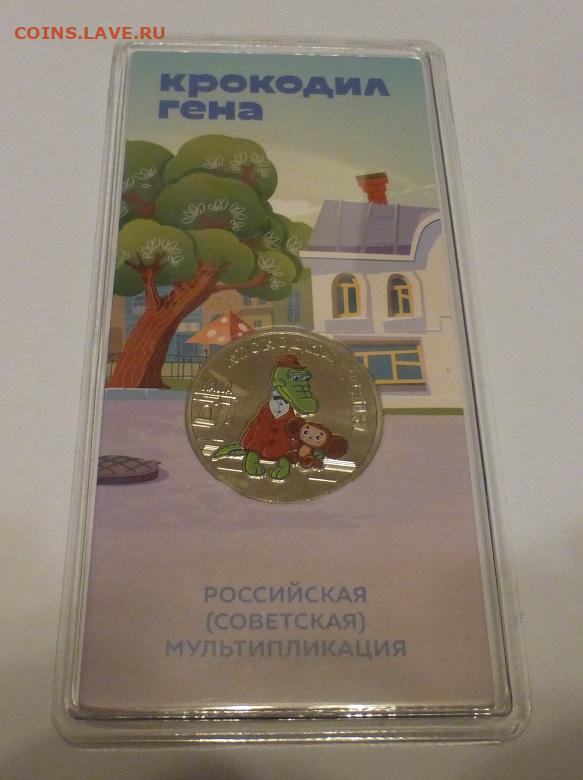 COINS.LAVE.RU
крокодил
гена
РОССИЙСКАЯ
(СОВЕТСКАЯ)
МУЛЬТИПЛИКАЦИЯ